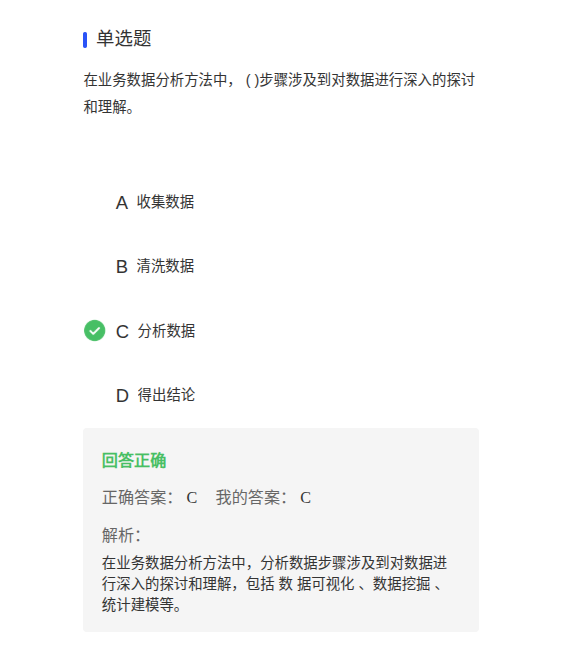 单选题
在业务数据分析方法中， ( )步骤涉及到对数据进行深入的探讨
和理解。
A 收集数据
B 清洗数据
C 分析数据
D 得出结论
回答正确
正确答案： C 我的答案： C
解析：
在业务数据分析方法中，分析数据步骤涉及到对数据进
行深入的探讨和理解，包括 数 据可视化 、数据挖掘 、
统计建模等。